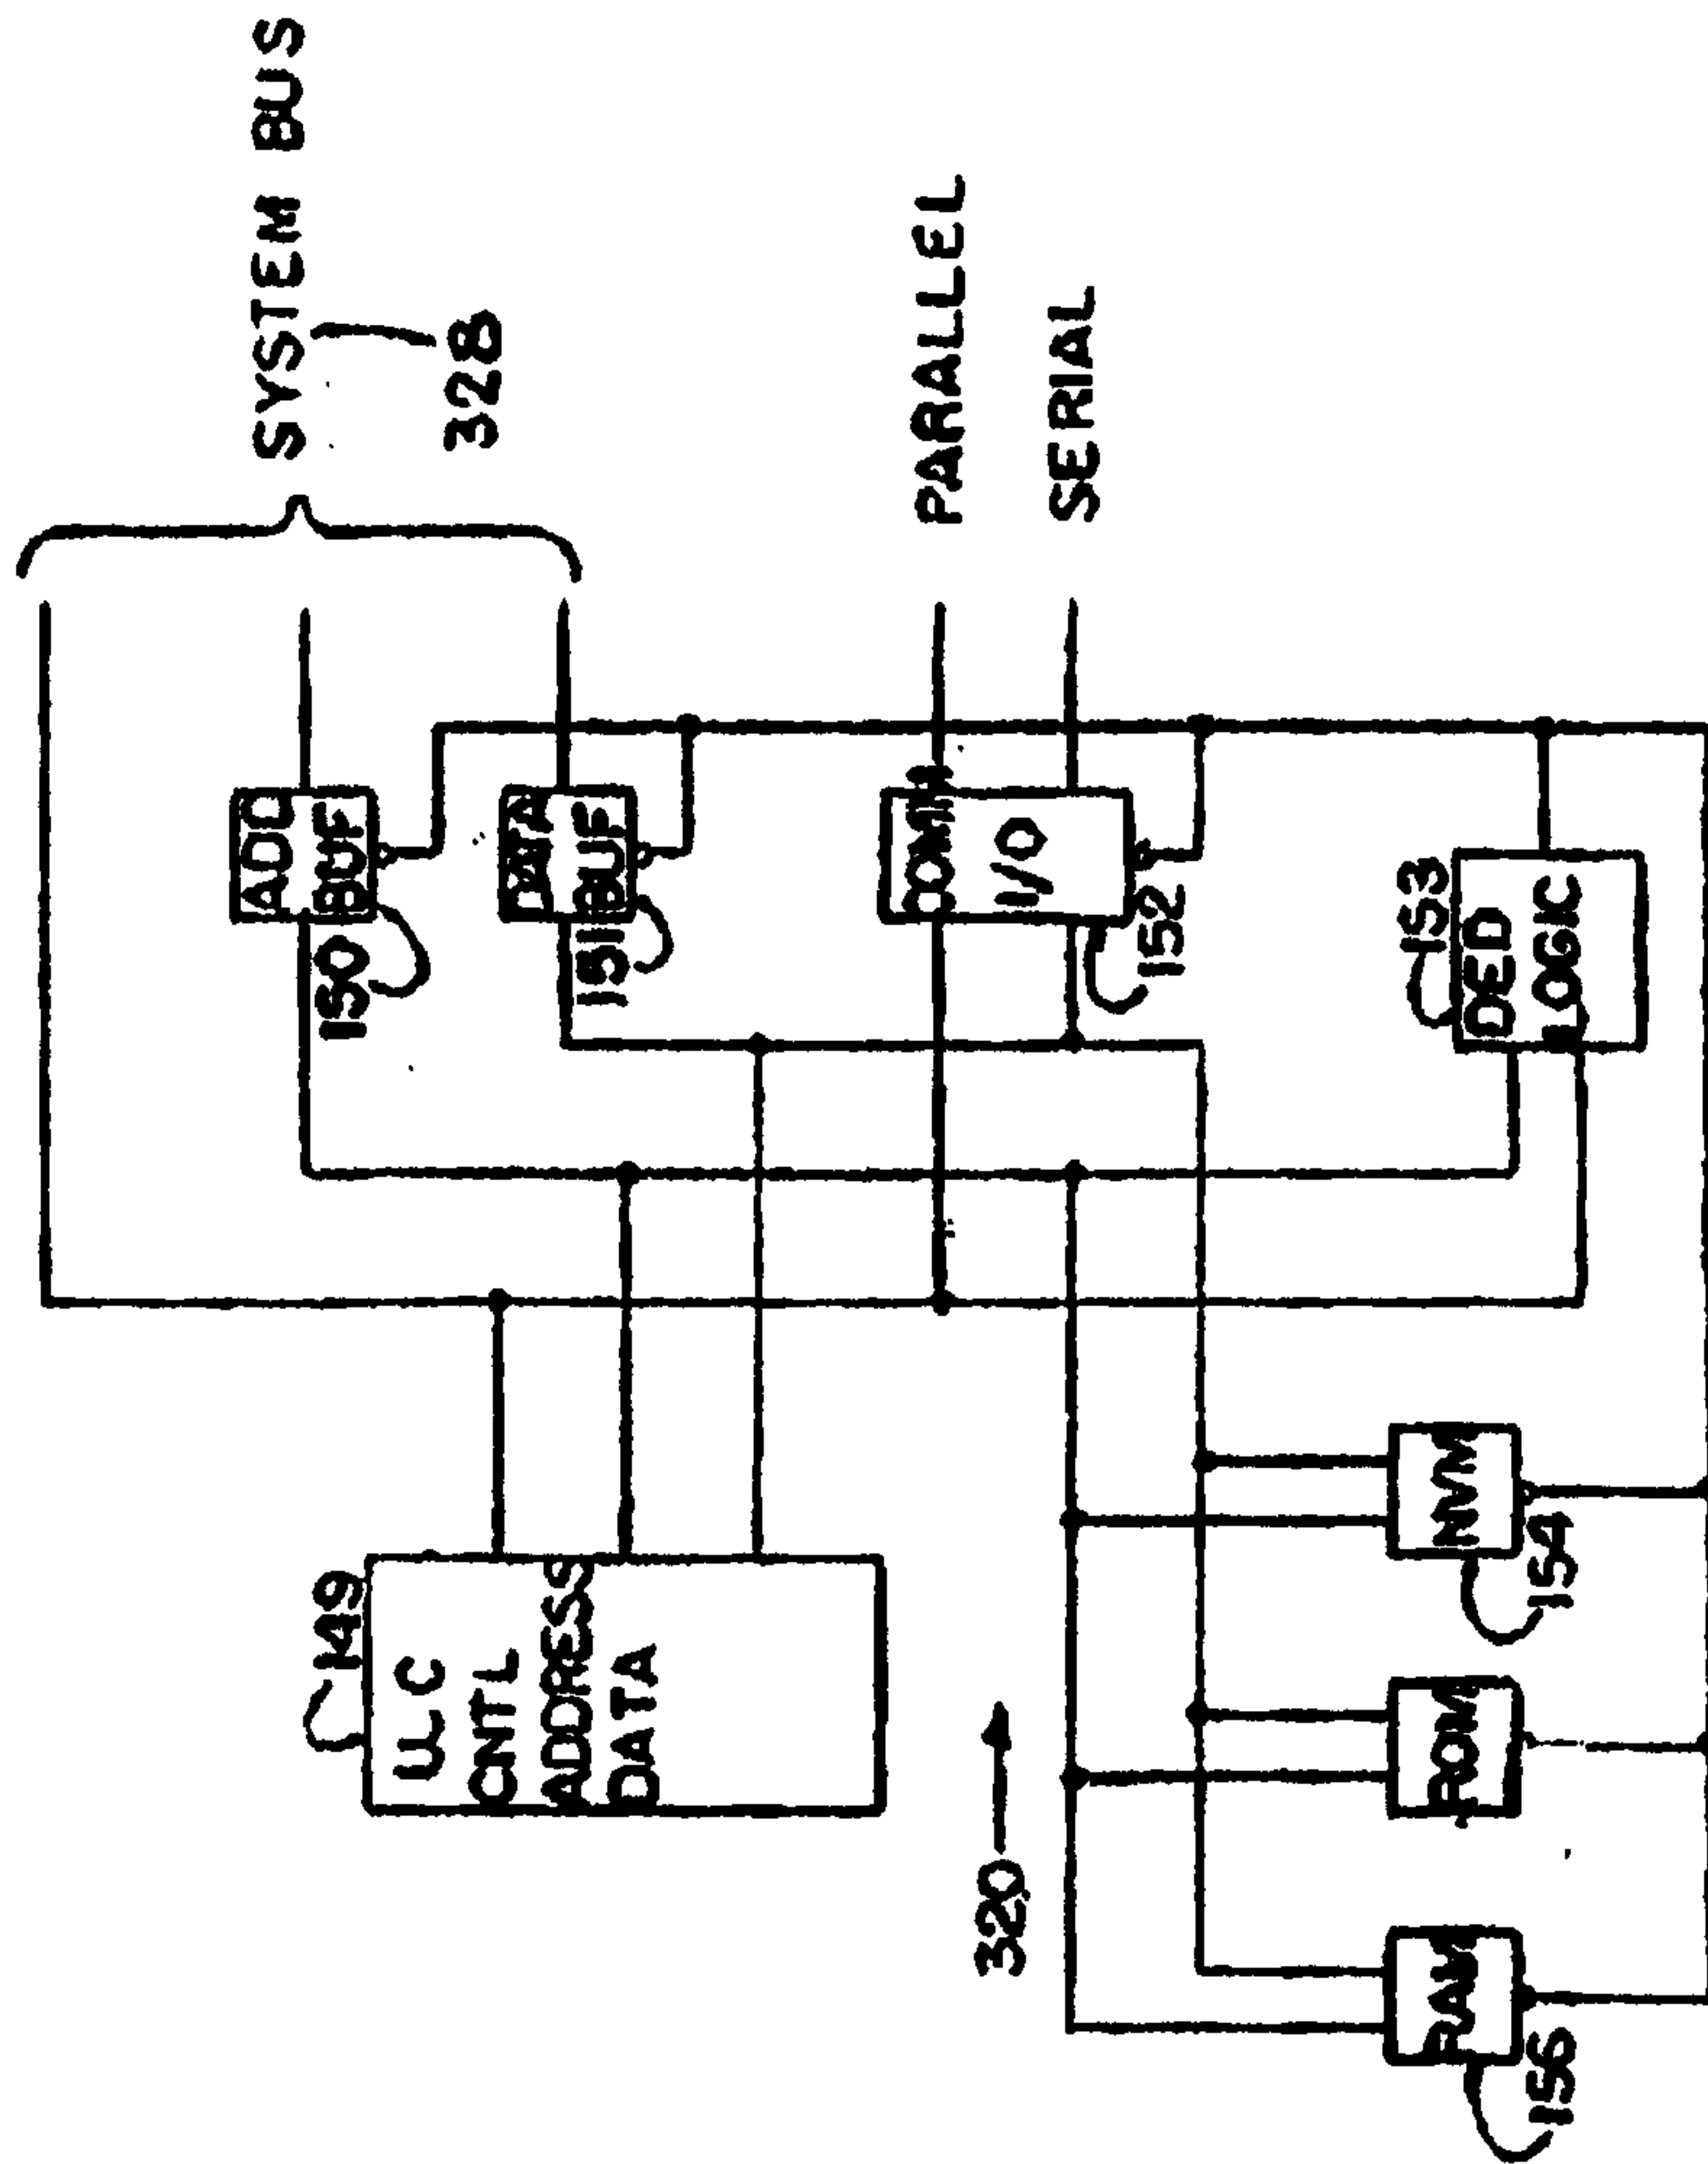 SYSTEM BUS
328
PARALLEL
SERIAL
ADD
BUF
150
DATA
BUF
151
COMM
I/O
152
153
DED
LOGIC
149
ULC
CNTL
ADDRESS
DATA
320
NVM
154
ROM
RAM
156